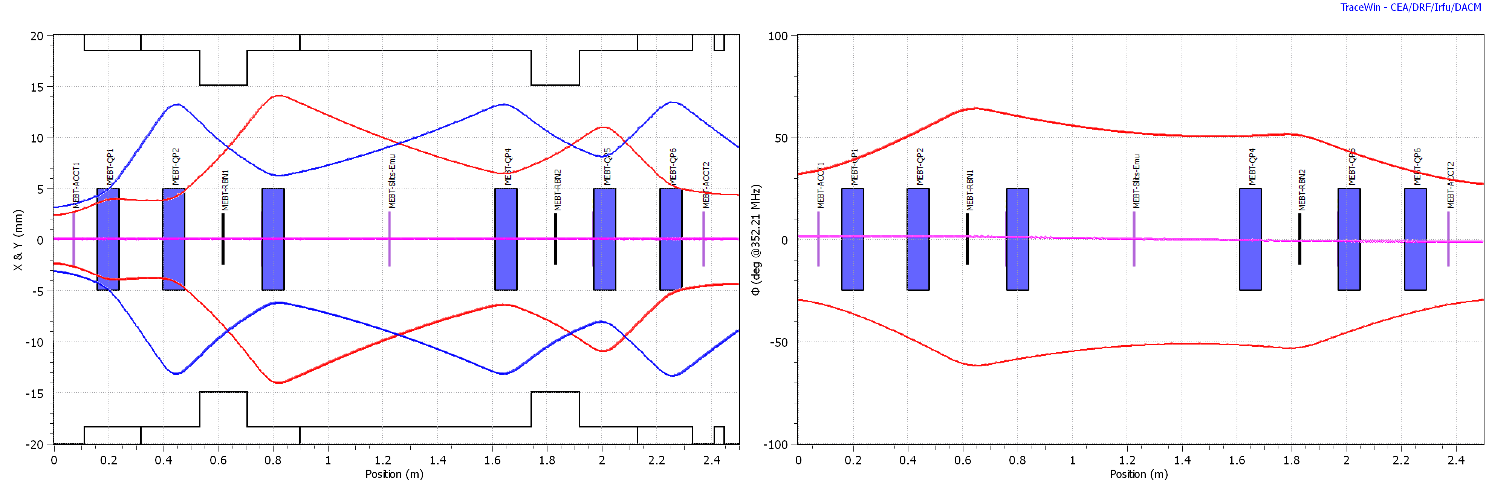 TraceWin - CEA/DRF/Irfu/DACM
20
15
10
5
0
-5
-10
-15
-20
X & Y (mm)
MEBT-ACCT1
MEBT-QP1
MEBT-QP2
MEBT-RBN1
MEBT-Slits-Emu
MEBT-QP4
MEBT-RBN2
MEBT-QP5
MEBT-QP6
MEBT-ACCT2
0 0.2 0.4 0.6 0.8 1 1.2 1.4 1.6 1.8 2 2.2 2.4
Position (m)
100
50
0
-50
-100
Φ (deg @352.21 MHz)
MEBT-ACCT1
MEBT-QP1
MEBT-QP2
MEBT-RBN1
MEBT-Slits-Emu
MEBT-QP4
MEBT-RBN2
MEBT-QP5
MEBT-QP6
MEBT-ACCT2
0 0.2 0.4 0.6 0.8 1 1.2 1.4 1.6 1.8 2 2.2 2.4
Position (m)